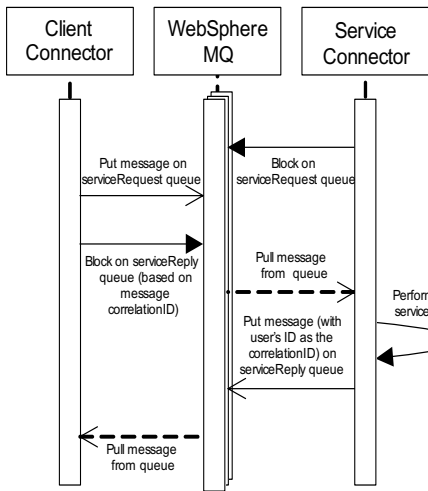 Client
Connector
WebSphere
MQ
Service
Connector
Block on
serviceRequest queue
Put message on
serviceRequest queue
Block on serviceReply
queue (based on
message
correlationID)
Pull message
from queue
Perform
service
Put message (with
user's ID as the
correlationID) on
serviceReply queue
Pull message
from queue